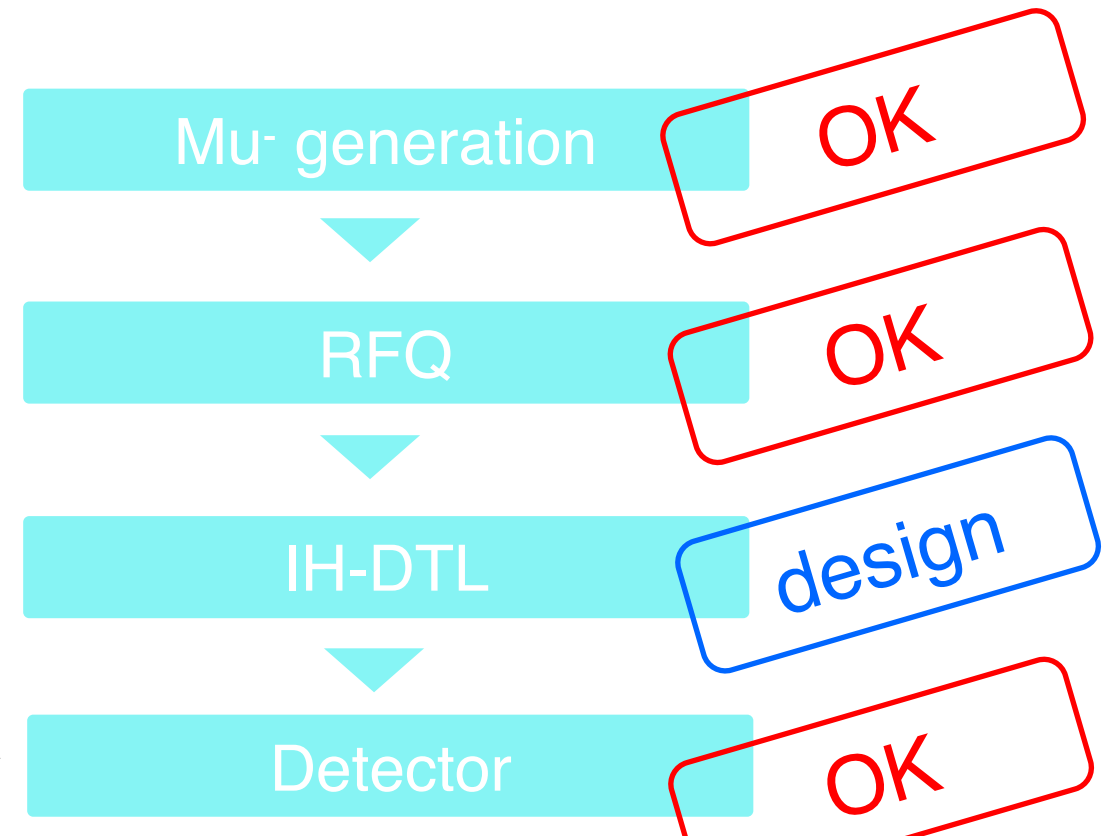 Mu⁻ generation
OK
RFQ
OK
IH-DTL
design
Detector
OK